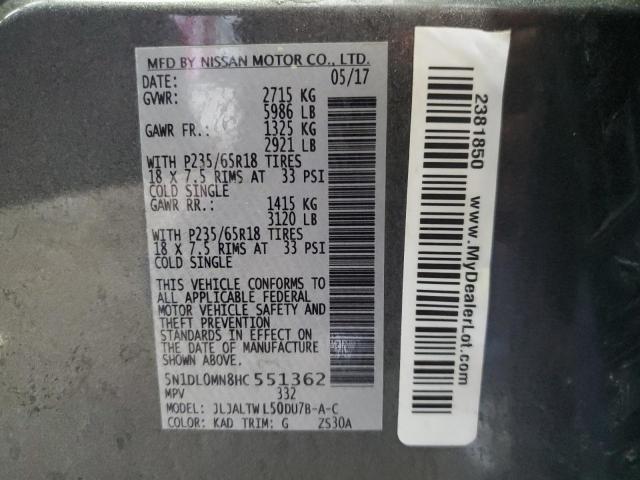 MFD BY NISSAN MOTOR CO., LTD.
DATE: 05/17
GVWR: 2715 KG
5986 LB
GAWR FR.: 1325 KG
2921 LB
WITH P235/65R18 TIRES
18 X 7.5 RIMS AT 33 PSI
COLD SINGLE
GAWR RR.: 1415 KG
3120 LB
WITH P235/65R18 TIRES
18 X 7.5 RIMS AT 33 PSI
COLD SINGLE
THIS VEHICLE CONFORMS TO
ALL APPLICABLE FEDERAL
MOTOR VEHICLE SAFETY AND
THEFT PREVENTION
STANDARDS IN EFFECT ON
THE DATE OF MANUFACTURE
SHOWN ABOVE.
5N1DL0MN8HC 551362
MPV 332
MODEL: JLJALTW L50DU7B-A-C
COLOR: KAD TRIM: G ZS30A
2381850 www.MyDealerLot.com